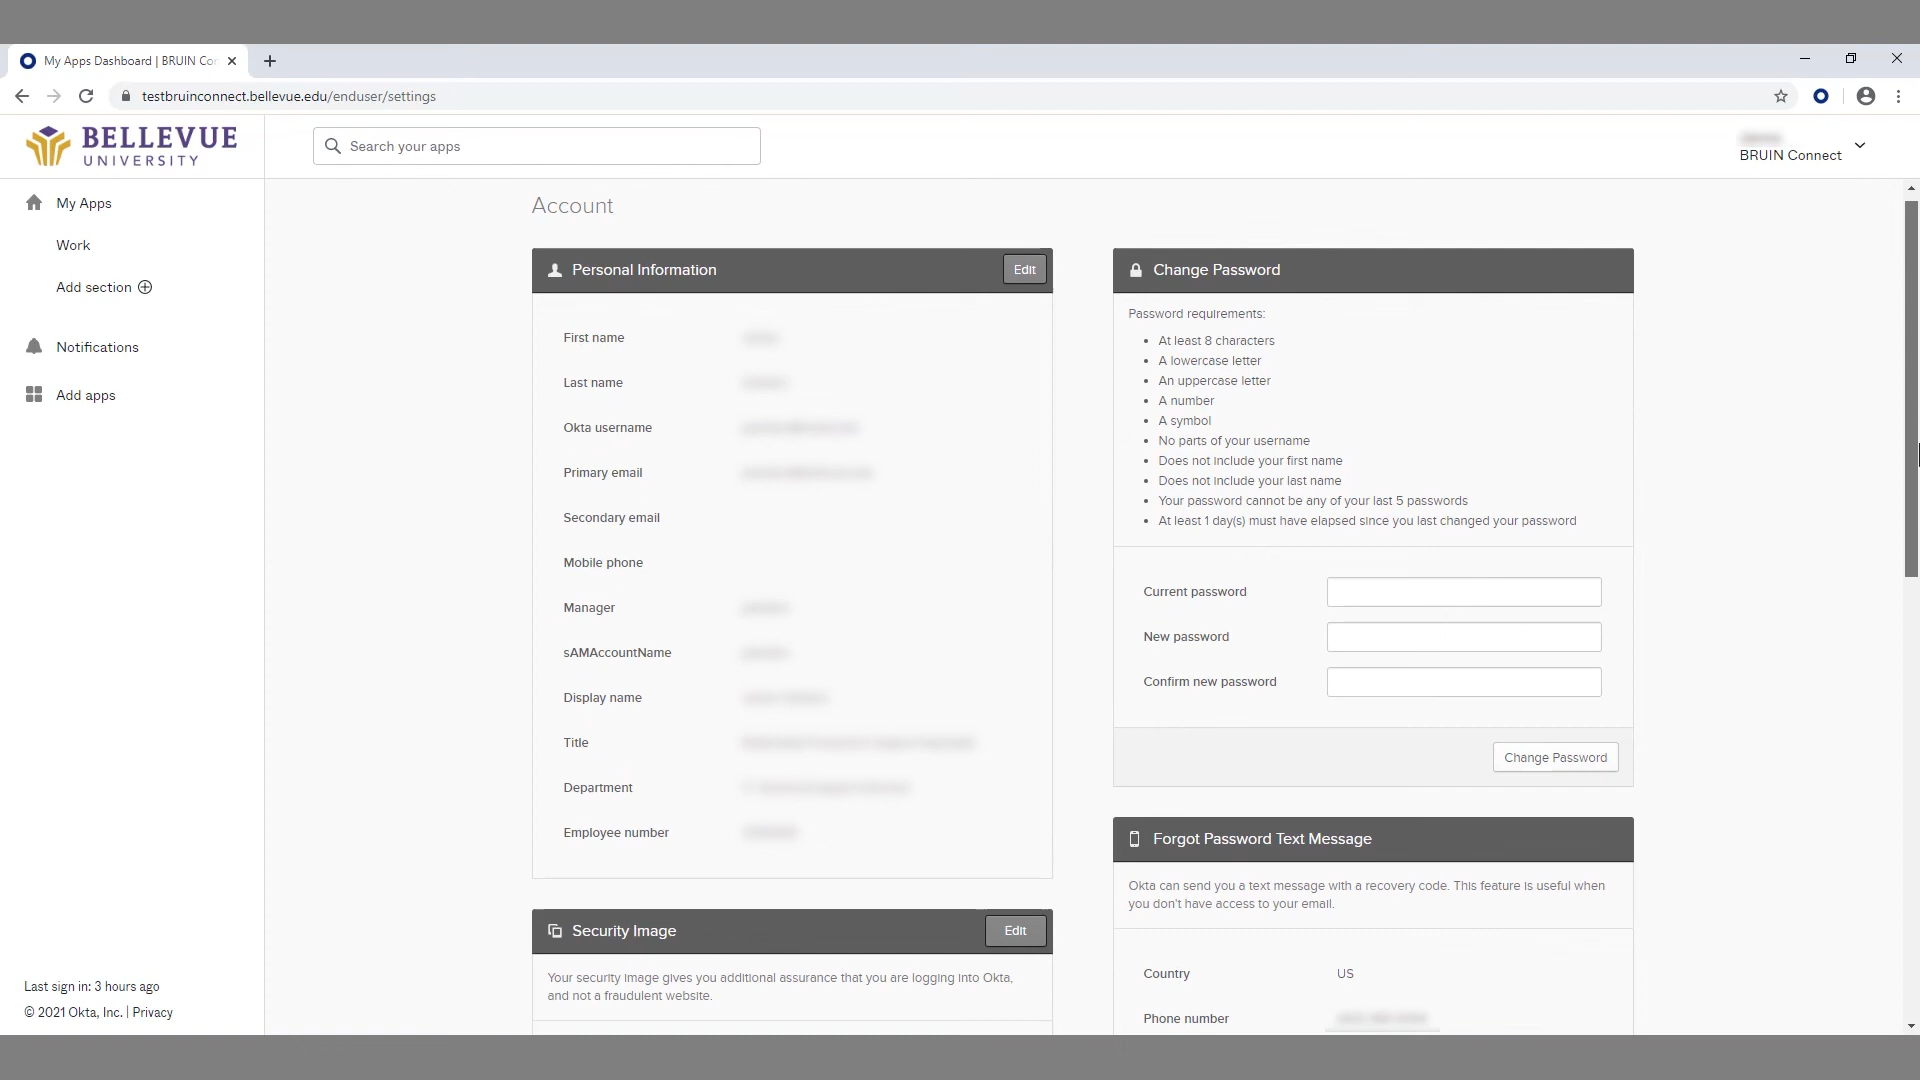 My Apps Dashboard | BRUIN Co
testbruinconnect.bellevue.edu/enduser/settings
BELLEVUE
UNIVERSITY
Search your apps
BRUIN Connect
My Apps
Work
Add section
Notifications
Add apps
Last sign in: 3 hours ago
© 2021 Okta, Inc. | Privacy
Account
Personal Information
Edit
First name
Last name
Okta username
Primary email
Secondary email
Mobile phone
Manager
sAMAccountName
Display name
Title
Department
Employee number
Security Image
Edit
Your security image gives you additional assurance that you are logging into Okta,
and not a fraudulent website.
Change Password
Password requirements:
At least 8 characters
A lowercase letter
An uppercase letter
A number
A symbol
No parts of your username
Does not include your first name
Does not include your last name
Your password cannot be any of your last 5 passwords
At least 1 day(s) must have elapsed since you last changed your password
Current password
New password
Confirm new password
Change Password
Forgot Password Text Message
Okta can send you a text message with a recovery code. This feature is useful when
you don't have access to your email.
Country US
Phone number